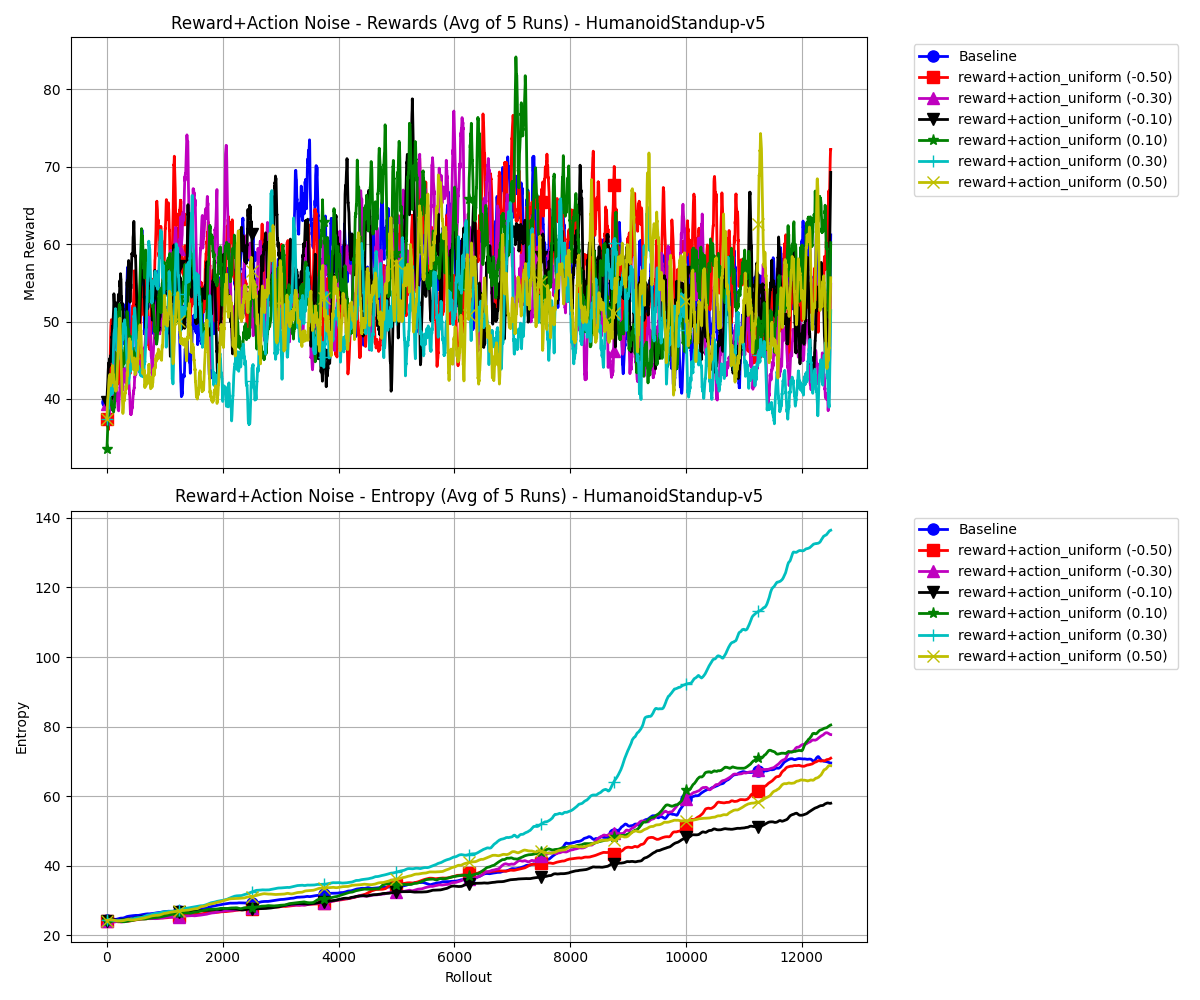 Reward+Action Noise - Rewards (Avg of 5 Runs) - HumanoidStandup-v5
80
70
60
50
40
Mean Reward
Baseline
reward+action_uniform (-0.50)
reward+action_uniform (-0.30)
reward+action_uniform (-0.10)
reward+action_uniform (0.10)
reward+action_uniform (0.30)
reward+action_uniform (0.50)
Reward+Action Noise - Entropy (Avg of 5 Runs) - HumanoidStandup-v5
140
120
100
80
60
40
20
Entropy
0 2000 4000 6000 8000 10000 12000
Rollout
Baseline
reward+action_uniform (-0.50)
reward+action_uniform (-0.30)
reward+action_uniform (-0.10)
reward+action_uniform (0.10)
reward+action_uniform (0.30)
reward+action_uniform (0.50)